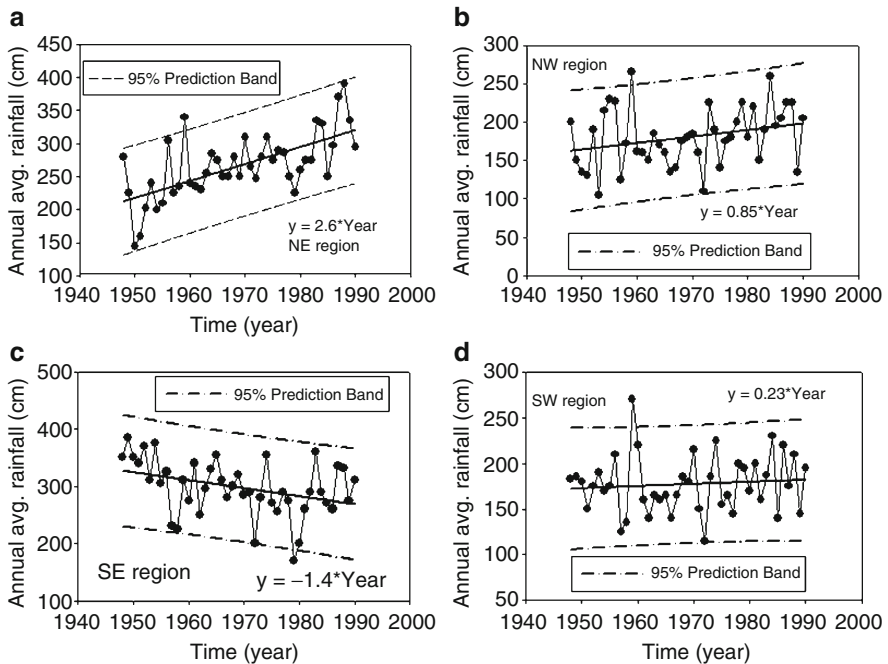 a
Annual avg. rainfall (cm)
450
400
350
300
250
200
150
100
95% Prediction Band
y = 2.6*Year
NE region
1940 1950 1960 1970 1980 1990 2000
Time (year)
b
Annual avg. rainfall (cm)
300
250
200
150
100
50
0
NW region
y = 0.85*Year
95% Prediction Band
1940 1950 1960 1970 1980 1990 2000
c
Annual avg. rainfall (cm)
500
400
300
200
100
95% Prediction Band
SE region
y = –1.4*Year
1940 1950 1960 1970 1980 1990 2000
Time (year)
d
Annual avg. rainfall (cm)
300
250
200
150
100
50
SW region
y = 0.23*Year
95% Prediction Band
1940 1950 1960 1970 1980 1990 2000
Time (year)